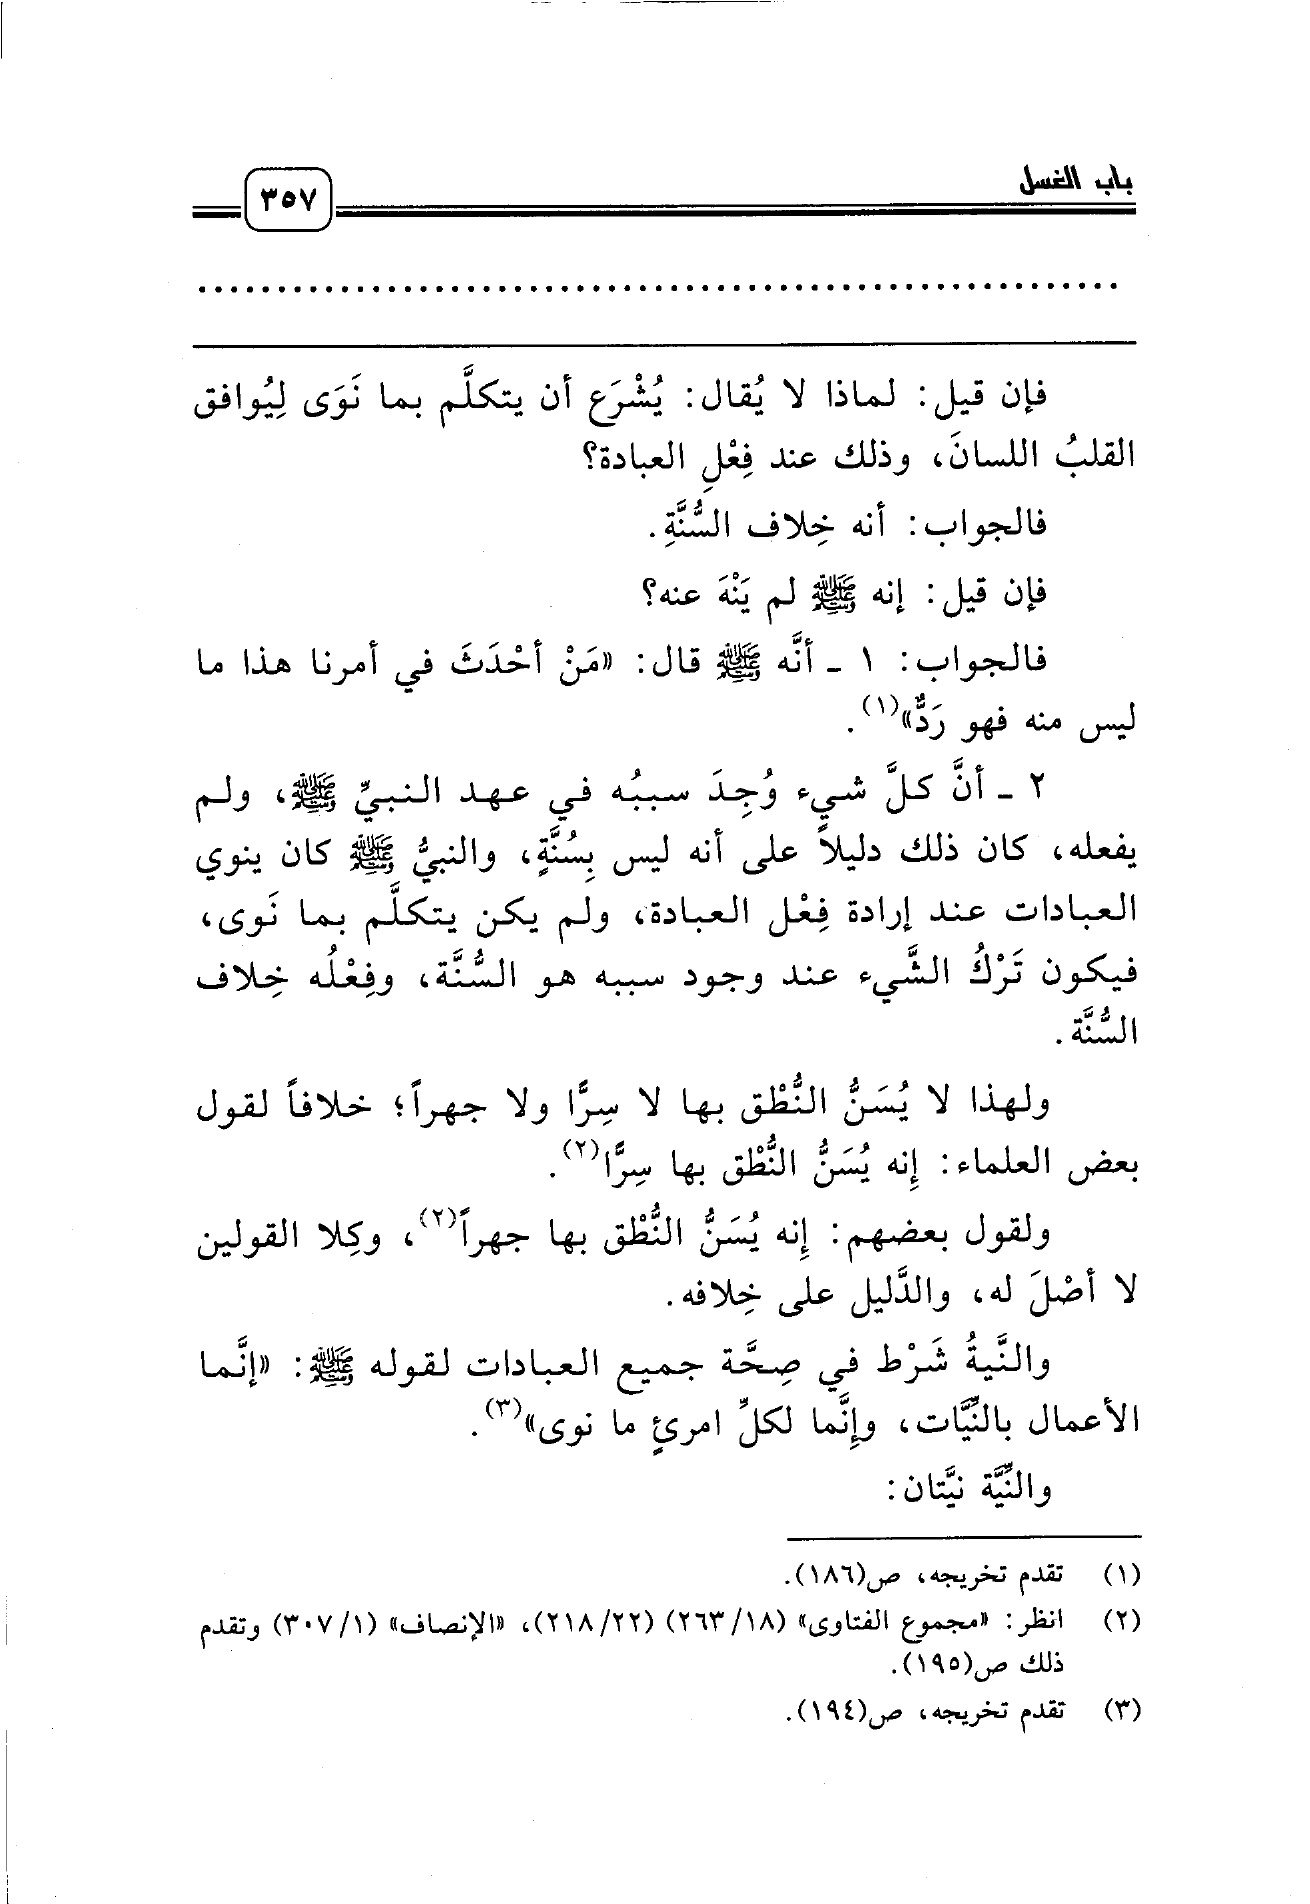 باب الغسل
٣٥٧
................................................................
فإن قيل: لماذا لا يُقال: يُشْرَع أن يتكلَّم بما نَوَى لِيُوافق
القلبُ اللسانَ، وذلك عند فِعْلِ العبادة؟
فالجواب: أنه خِلاف السُّنَّةِ.
فإن قيل: إنه ﷺ لم يَنْهَ عنه؟
فالجواب: ١ ـ أنَّه ﷺ قال: «مَنْ أحْدَثَ في أمرنا هذا ما
ليس منه فهو رَدٌّ»(١).
٢ ـ أنَّ كلَّ شيءٍ وُجِدَ سببُه في عهد النبيِّ ﷺ، ولم
يفعله، كان ذلك دليلاً على أنه ليس بِسُنَّةٍ، والنبيُّ ﷺ كان ينوي
العبادات عند إرادة فِعْل العبادة، ولم يكن يتكلَّم بما نَوى،
فيكون تَرْكُ الشَّيء عند وجود سببه هو السُّنَّة، وفِعْلُه خِلاف
السُّنَّة.
ولهذا لا يُسَنُّ النُّطْق بها لا سِرًّا ولا جهراً؛ خلافاً لقول
بعض العلماء: إِنه يُسَنُّ النُّطْق بها سِرًّا(٢).
ولقول بعضهم: إِنه يُسَنُّ النُّطْق بها جهراً(٢)، وكِلا القولين
لا أصْلَ له، والدَّليل على خِلافه.
والنَّيةُ شَرْط في صِحَّة جميع العبادات لقوله ﷺ: «إنَّما
الأعمال بالنِّيَّات، وإِنَّما لكلِّ امرئٍ ما نوى»(٣).
والنِّيَّة نيَّتان:
(١) تقدم تخريجه، ص(١٨٦).
(٢) انظر: «مجموع الفتاوى» (١٨/ ٢٦٣) (٢٢/ ٢١٨)، «الإنصاف» (١/ ٣٠٧) وتقدم
ذلك ص(١٩٥).
(٣) تقدم تخريجه، ص(١٩٤).